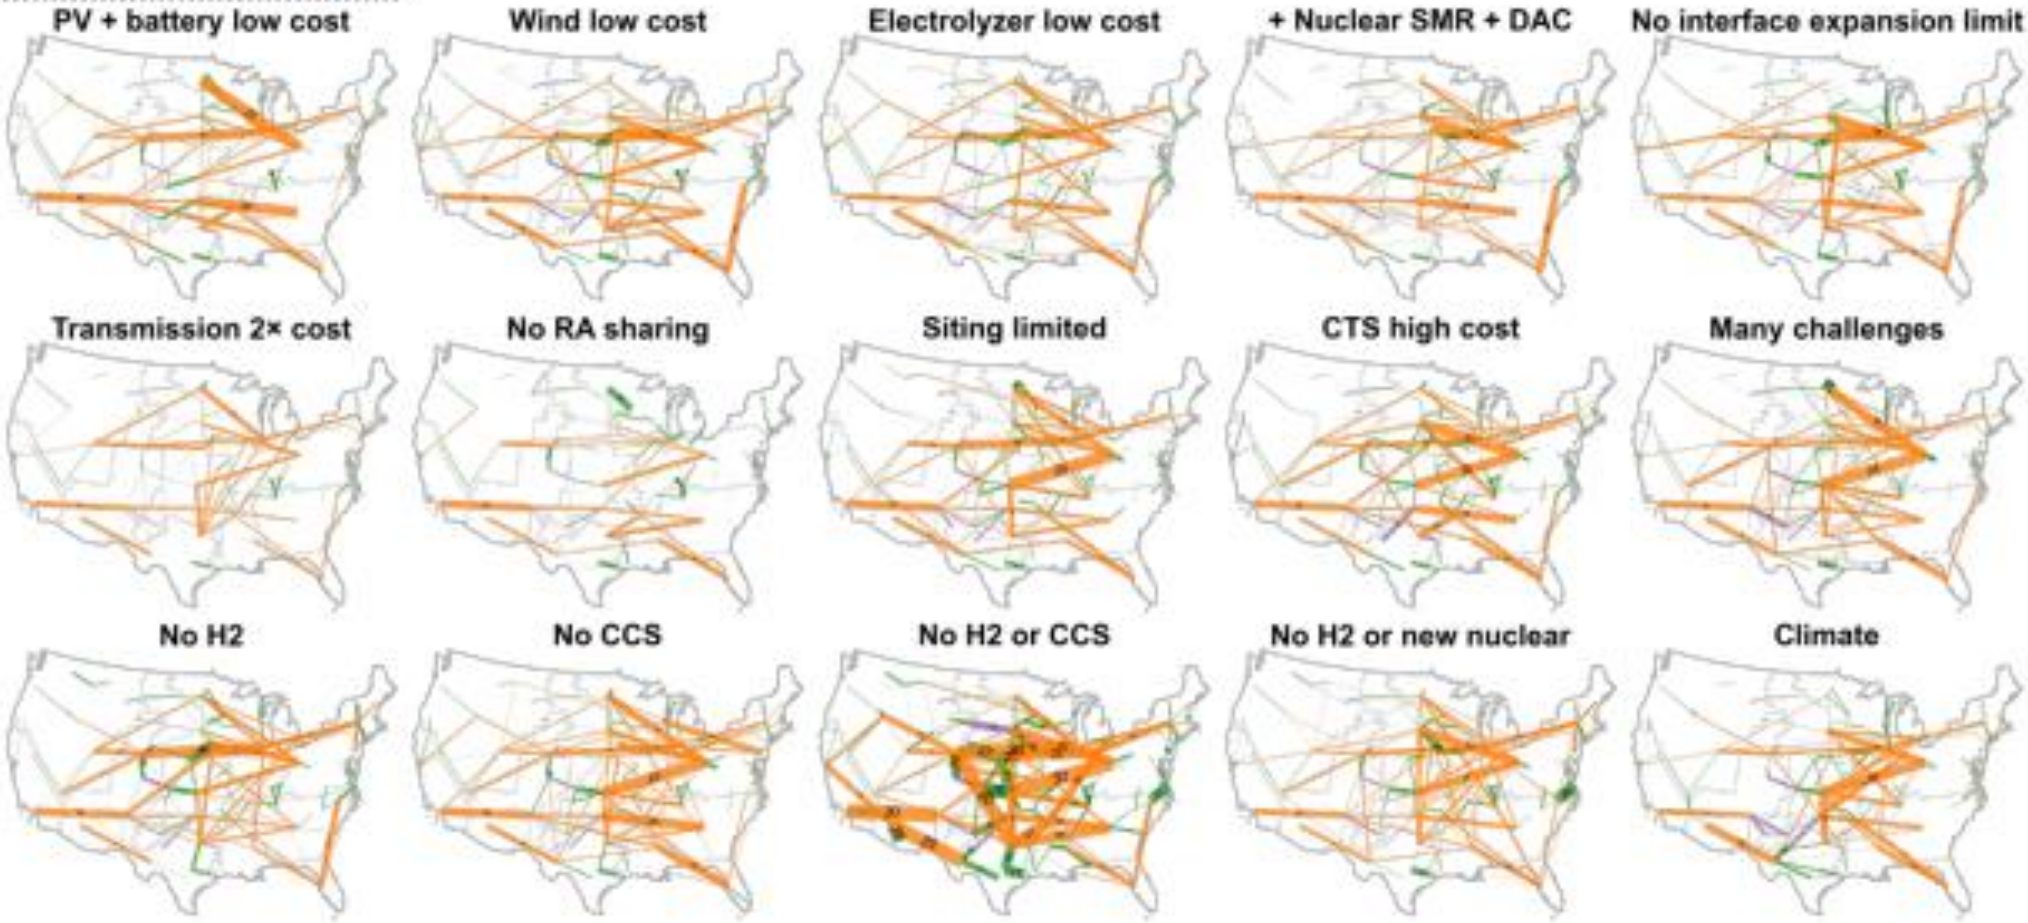 PV + battery low cost
Wind low cost
Electrolyzer low cost
+ Nuclear SMR + DAC
No interface expansion limit
Transmission 2× cost
No RA sharing
Siting limited
CTS high cost
Many challenges
No H2
No CCS
No H2 or CCS
No H2 or new nuclear
Climate